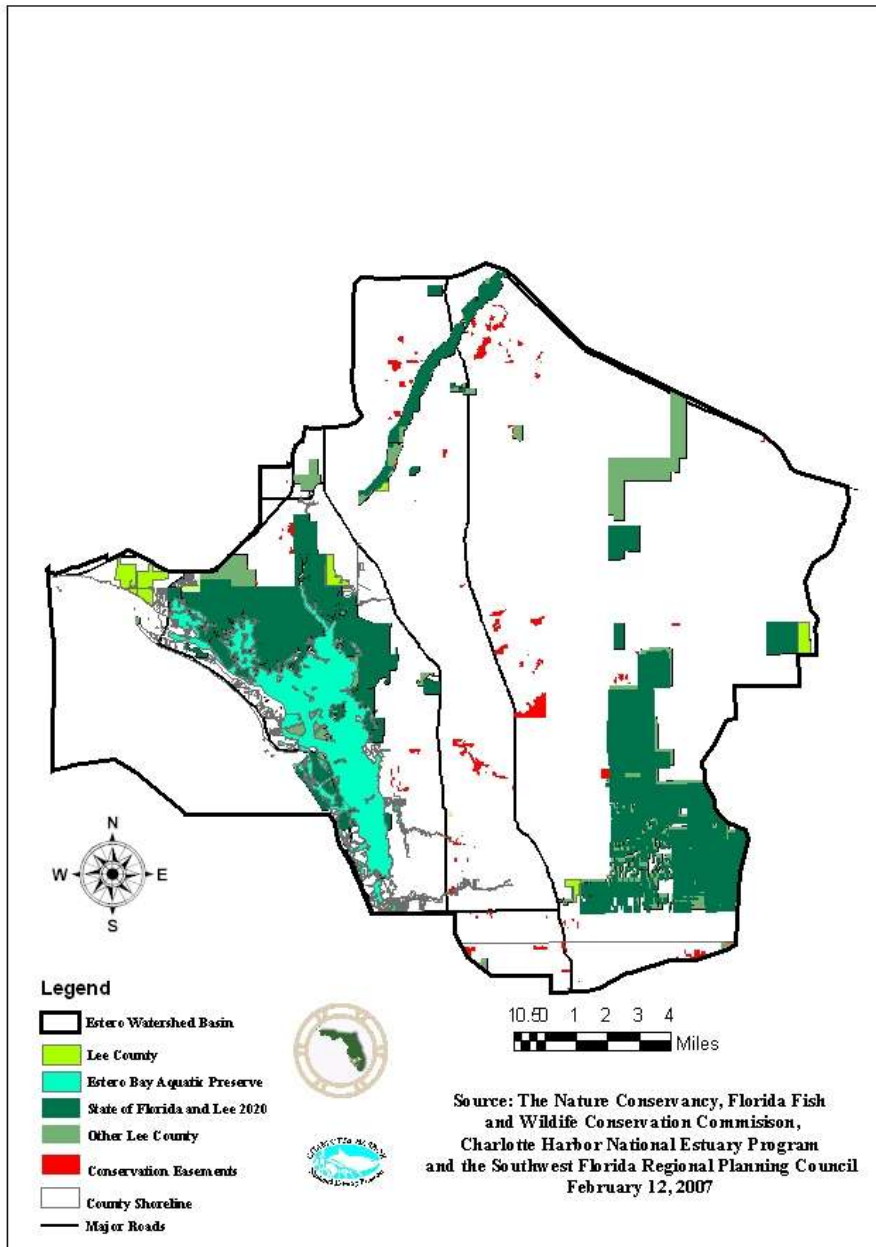 N
W E
S
Legend
Estero Watershed Basin
Lee County
Estero Bay Aquatic Preserve
State of Florida and Lee 2020
Other Lee County
Conservation Easements
County Shoreline
Major Roads
10.50 1 2 3 4
Miles
Source: The Nature Conservancy, Florida Fish
and Wildlife Conservation Commisison,
Charlotte Harbor National Estuary Program
and the Southwest Florida Regional Planning Council
February 12, 2007